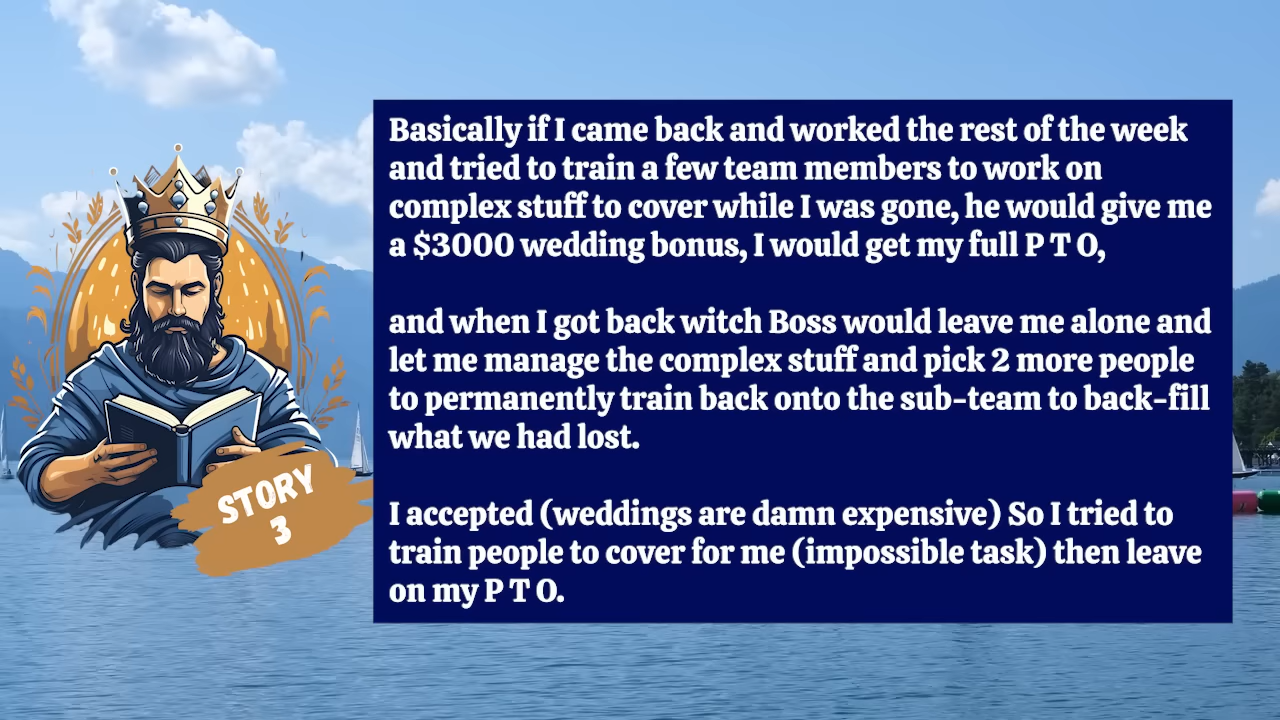 Basically if I came back and worked the rest of the week
and tried to train a few team members to work on
complex stuff to cover while I was gone, he would give me
a $3000 wedding bonus, I would get my full P T O,
and when I got back witch Boss would leave me alone and
let me manage the complex stuff and pick 2 more people
to permanently train back onto the sub-team to back-fill
what we had lost.
I accepted (weddings are damn expensive) So I tried to
train people to cover for me (impossible task) then leave
on my P T O.
STORY
3